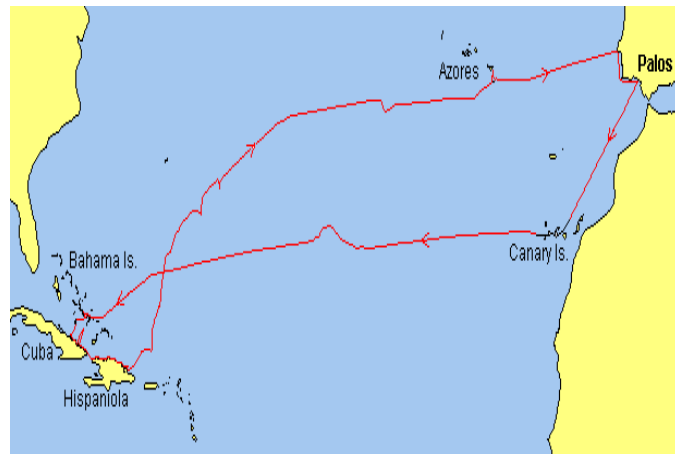 Azores
Palos
Canary Is.
Bahama Is.
Cuba
Hispaniola